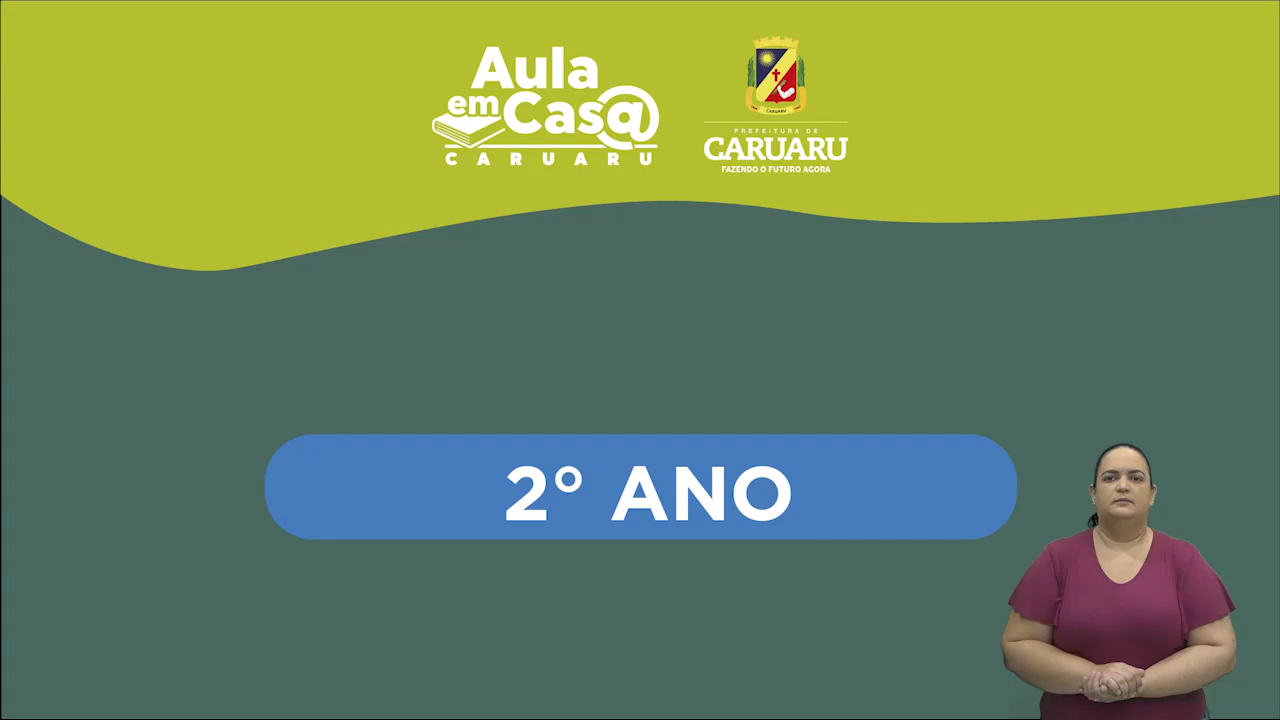 Aula
em Cas@
CARUARU
CARUARU
PREFEITURA DE
CARUARU
FAZENDO O FUTURO AGORA
2° ANO